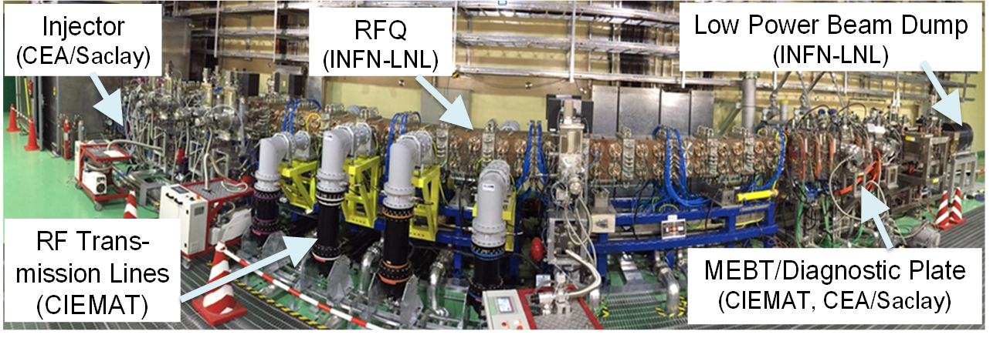 Injector
(CEA/Saclay)
RFQ
(INFN-LNL)
Low Power Beam Dump
(INFN-LNL)
RF Trans-
mission Lines
(CIEMAT)
MEBT/Diagnostic Plate
(CIEMAT, CEA/Saclay)